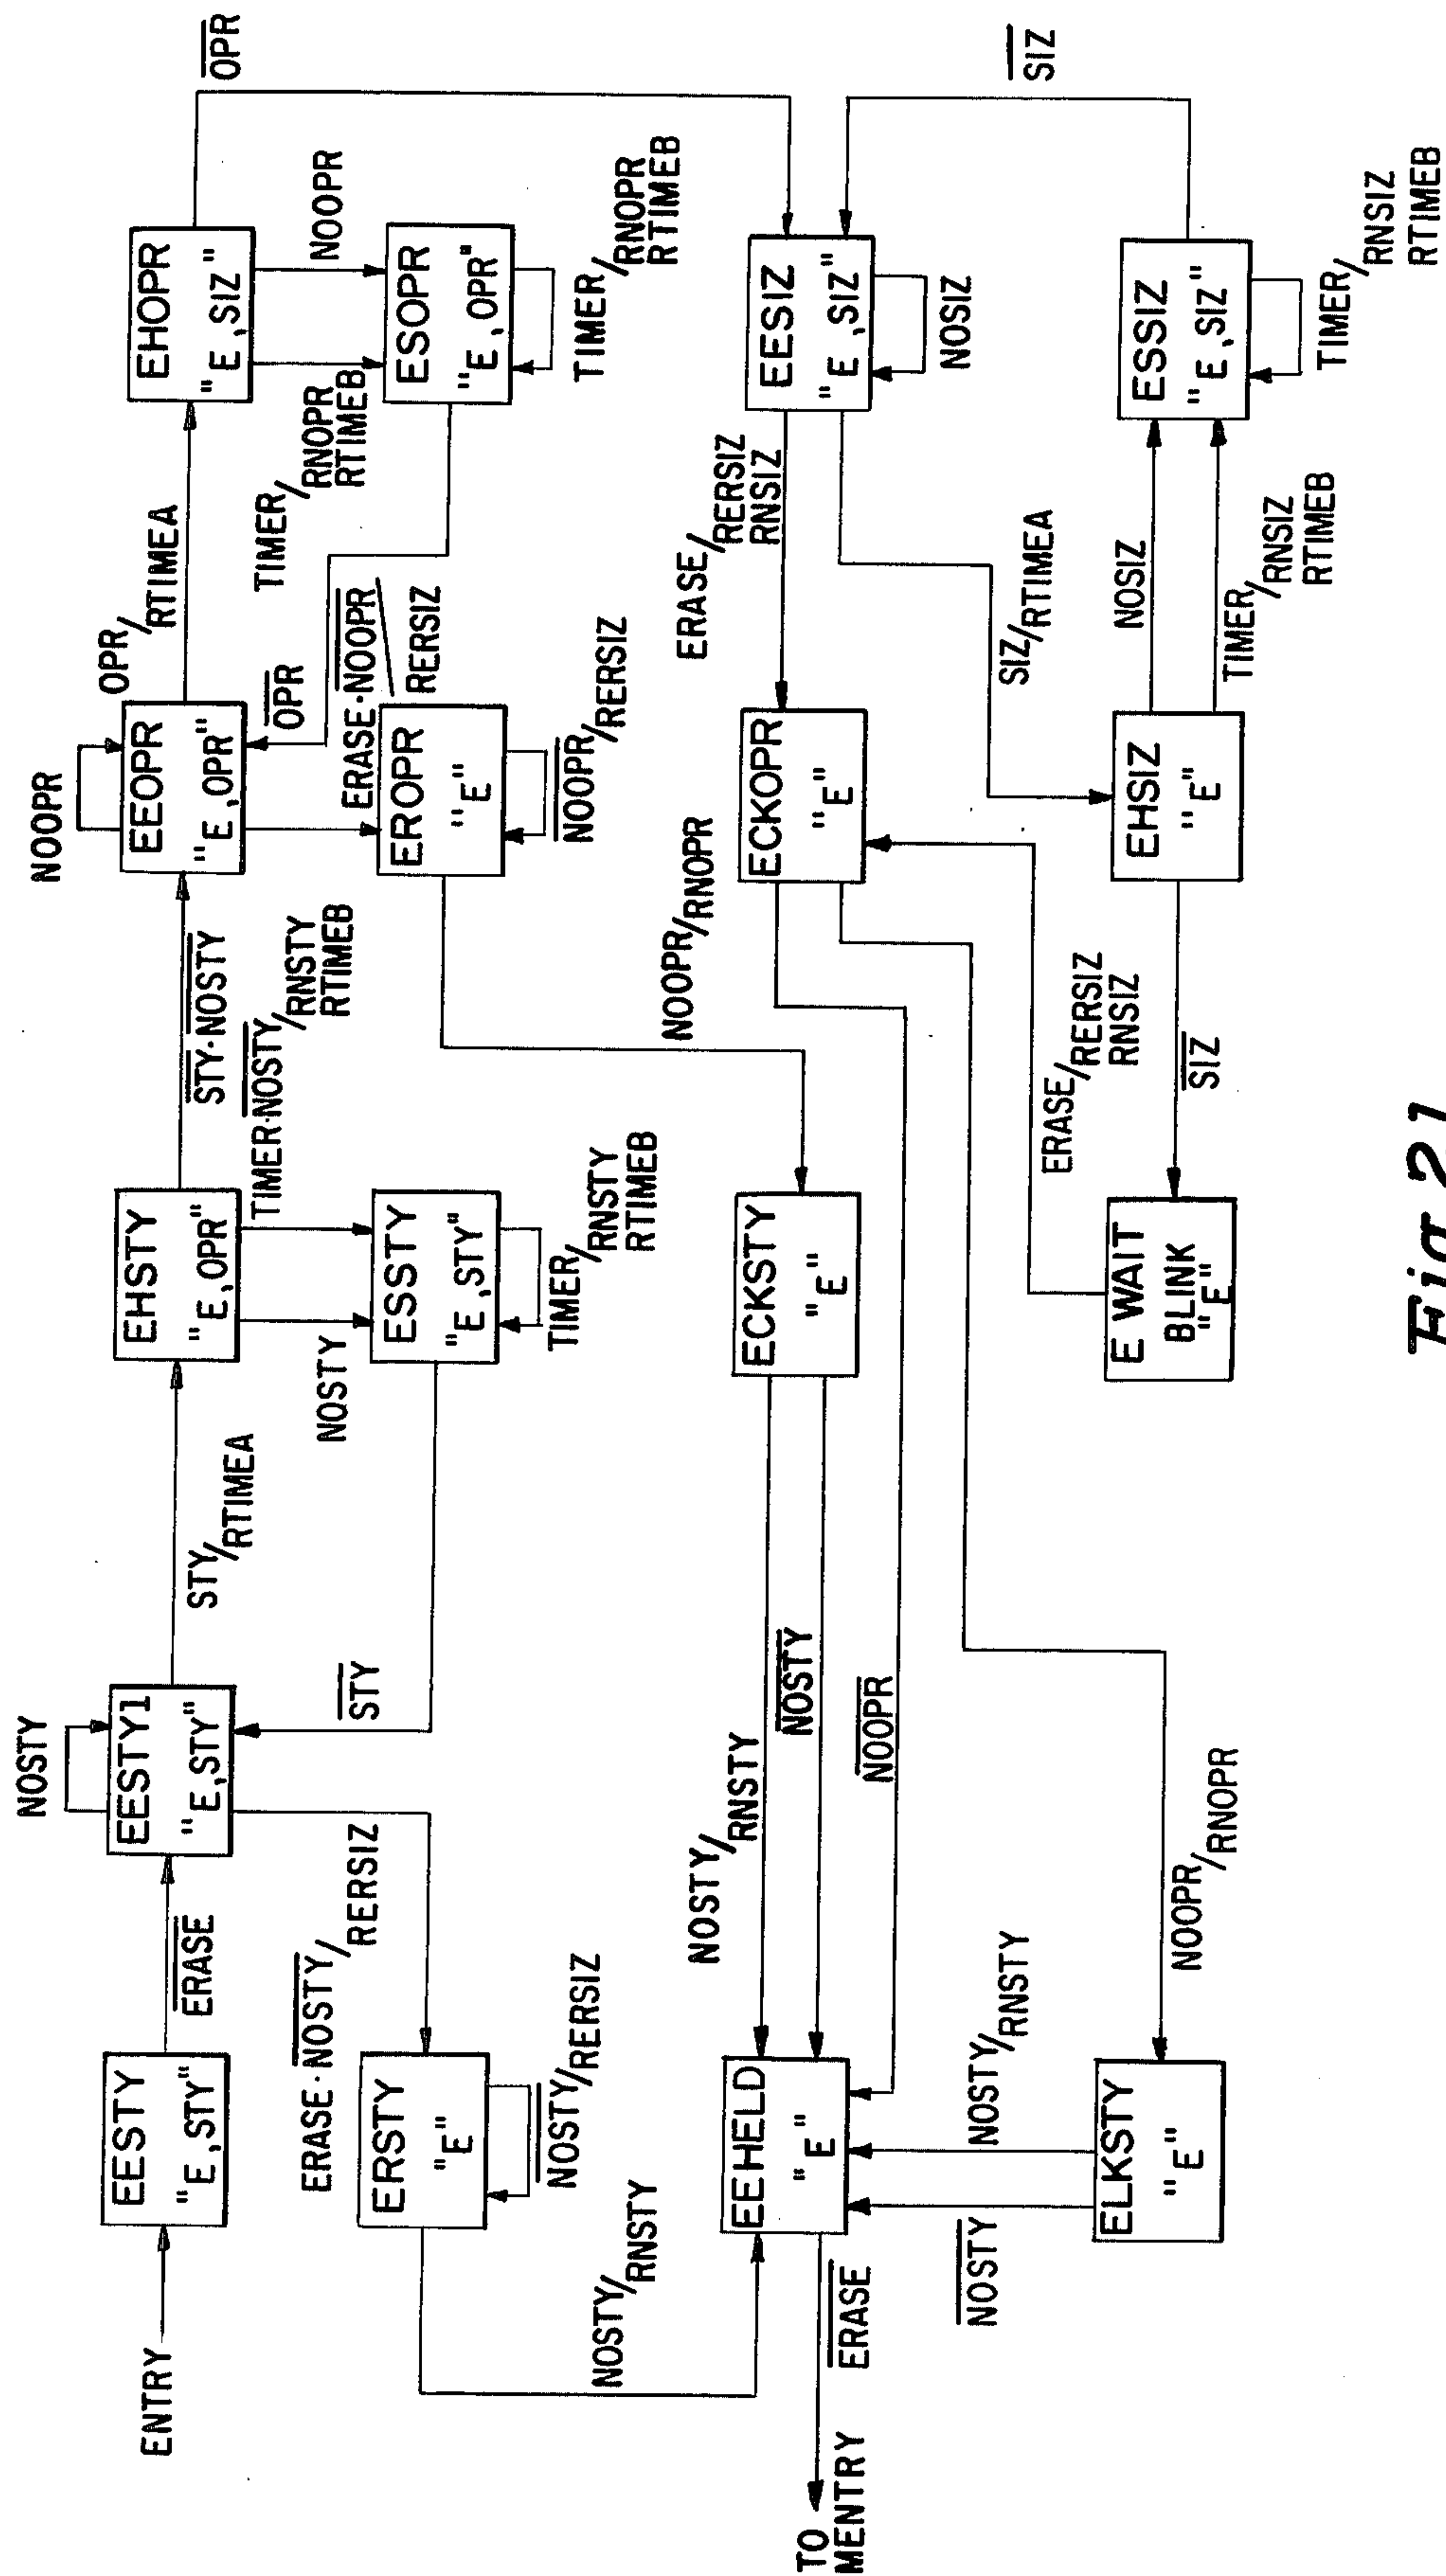 ENTRY
EESTY
"E,STY"
ERASE
NOSTY
EESTY1
"E,STY"
STY/RTIMEA
EHSTY
"E,OPR"
STY·NOSTY
NOOPR
EEOPR
"E,OPR"
OPR/RTIMEA
EHOPR
"E,SIZ"
OPR
ERASE·NOSTY/RERSIZ
STY
NOSTY
TIMER·NOSTY/RNSTY
RTIMEB
OPR
ERASE·NOOPR/RERSIZ
TIMER/RNOPR
RTIMEB
NOOPR
ERSTY
"E"
NOSTY/RERSIZ
ESSTY
"E,STY"
TIMER/RNSTY
RTIMEB
EROPR
"E"
NOOPR/RERSIZ
ESOPR
"E,OPR"
TIMER/RNOPR
RTIMEB
NOSTY/RNSTY
NOSTY/RNSTY
NOSTY
NOOPR
NOOPR/RNOPR
ERASE/RERSIZ
RNSIZ
EEHELD
"E"
ECKSTY
"E"
ECKOPR
"E"
EESIZ
"E,SIZ"
NOSIZ
TO
MENTRY
ERASE
NOSTY
NOSTY/RNSTY
NOOPR/RNOPR
ERASE/RERSIZ
RNSIZ
SIZ/RTIMEA
SIZ
ELKSTY
"E"
E WAIT
BLINK
"E"
SIZ
EHSIZ
"E"
NOSIZ
TIMER/RNSIZ
RTIMEB
ESSIZ
"E,SIZ"
TIMER/RNSIZ
RTIMEB
Fig 21